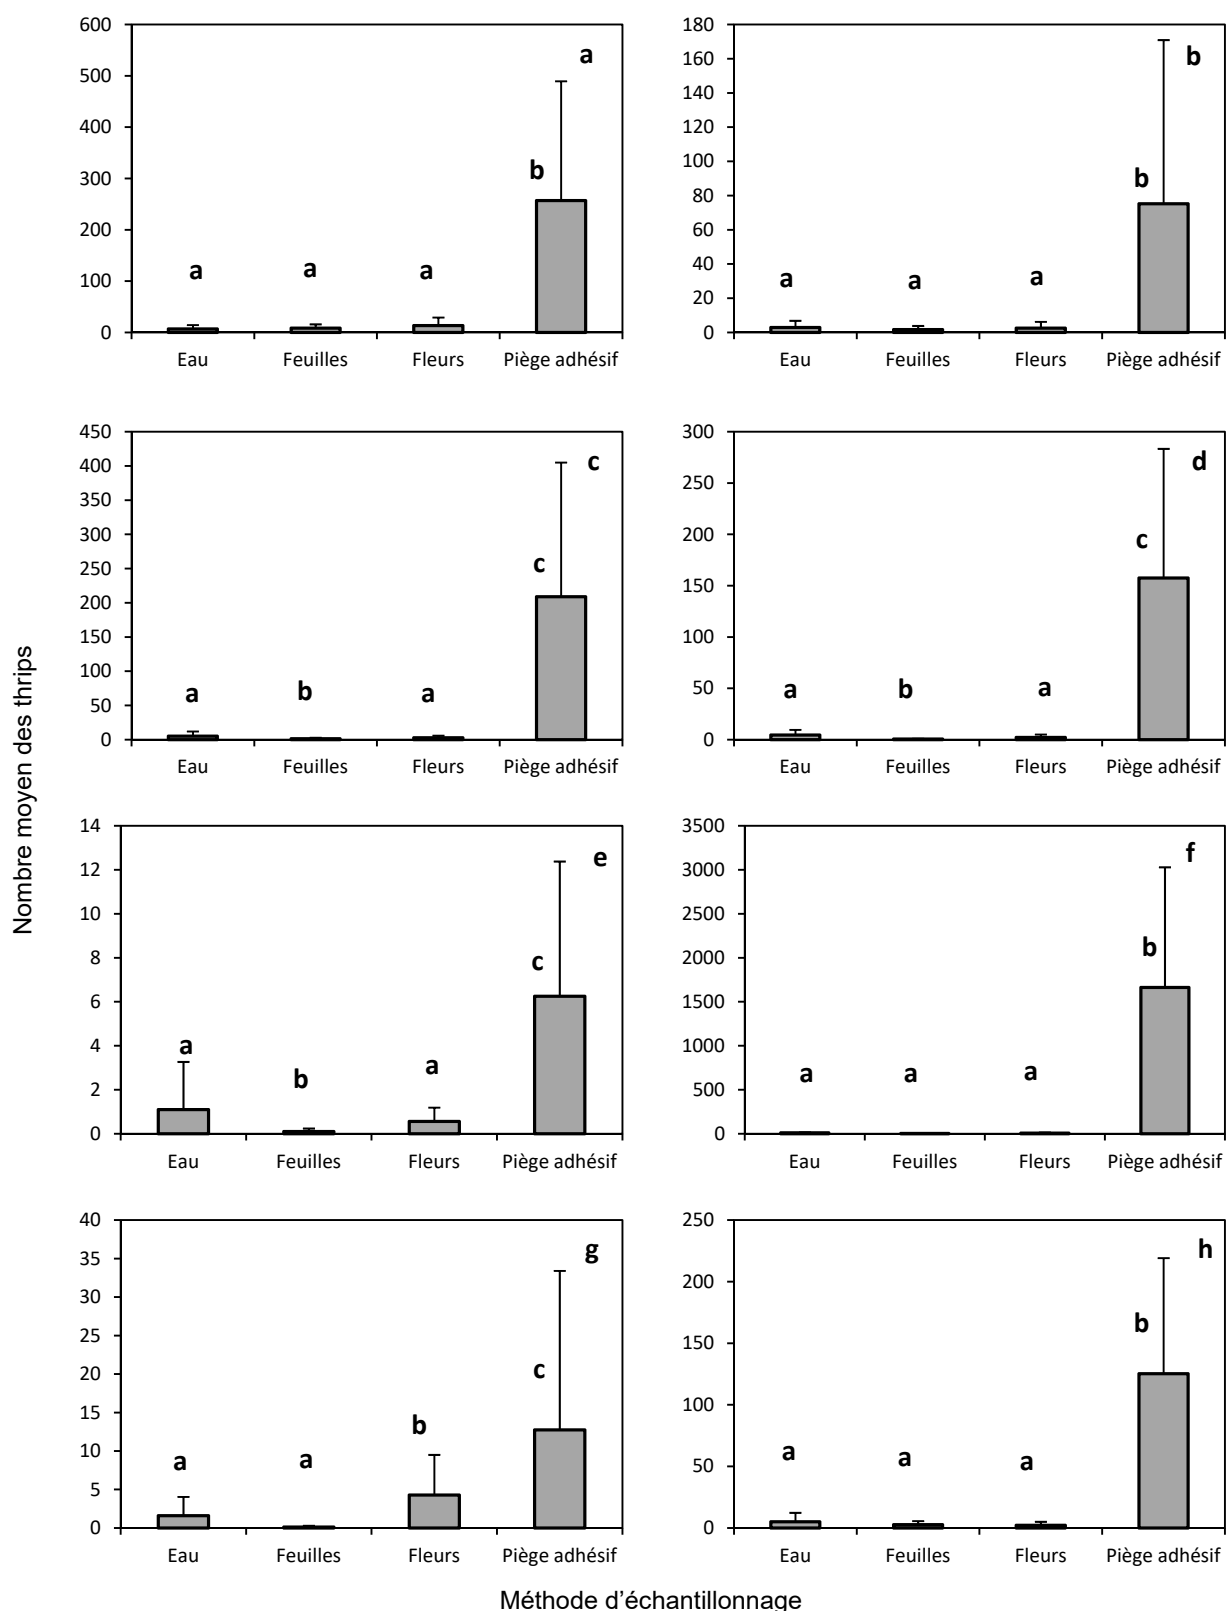 600
500
400
300
200
100
0
a
b
a
a
a
Eau
Feuilles
Fleurs
Piège adhésif
180
160
140
120
100
80
60
40
20
0
b
b
a
a
a
Eau
Feuilles
Fleurs
Piège adhésif
450
400
350
300
250
200
150
100
50
0
c
c
a
b
a
Eau
Feuilles
Fleurs
Piège adhésif
300
250
200
150
100
50
0
d
c
a
b
a
Eau
Feuilles
Fleurs
Piège adhésif
Nombre moyen des thrips
14
12
10
8
6
4
2
0
e
c
a
b
a
Eau
Feuilles
Fleurs
Piège adhésif
3500
3000
2500
2000
1500
1000
500
0
f
b
a
a
a
Eau
Feuilles
Fleurs
Piège adhésif
40
35
30
25
20
15
10
5
0
g
c
b
a
a
Eau
Feuilles
Fleurs
Piège adhésif
250
200
150
100
50
0
h
b
a
a
a
Eau
Feuilles
Fleurs
Piège adhésif
Méthode d’échantillonnage